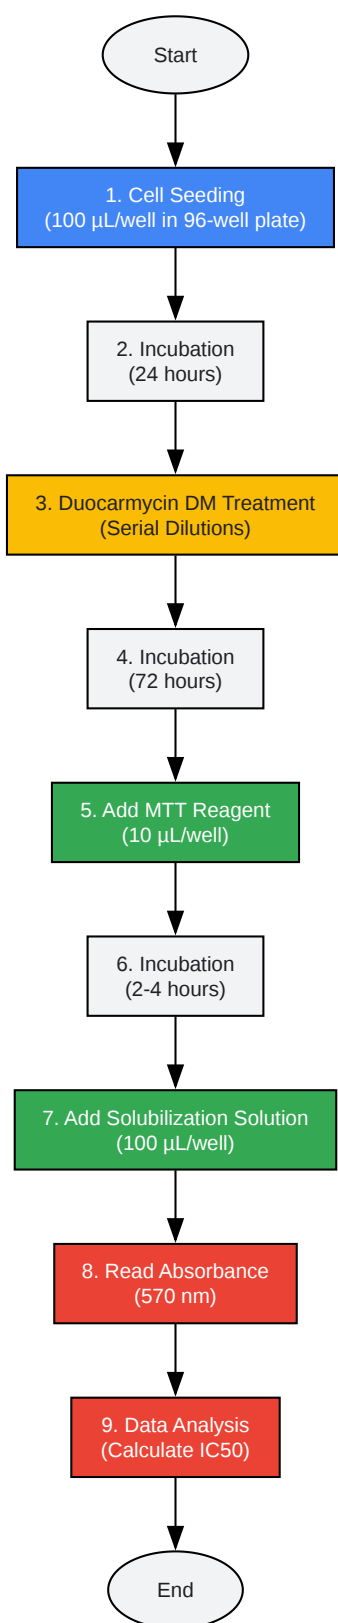 Start
1. Cell Seeding
(100 µL/well in 96-well plate)
2. Incubation
(24 hours)
3. Duocarmycin DM Treatment
(Serial Dilutions)
4. Incubation
(72 hours)
5. Add MTT Reagent
(10 µL/well)
6. Incubation
(2-4 hours)
7. Add Solubilization Solution
(100 µL/well)
8. Read Absorbance
(570 nm)
9. Data Analysis
(Calculate IC50)
End